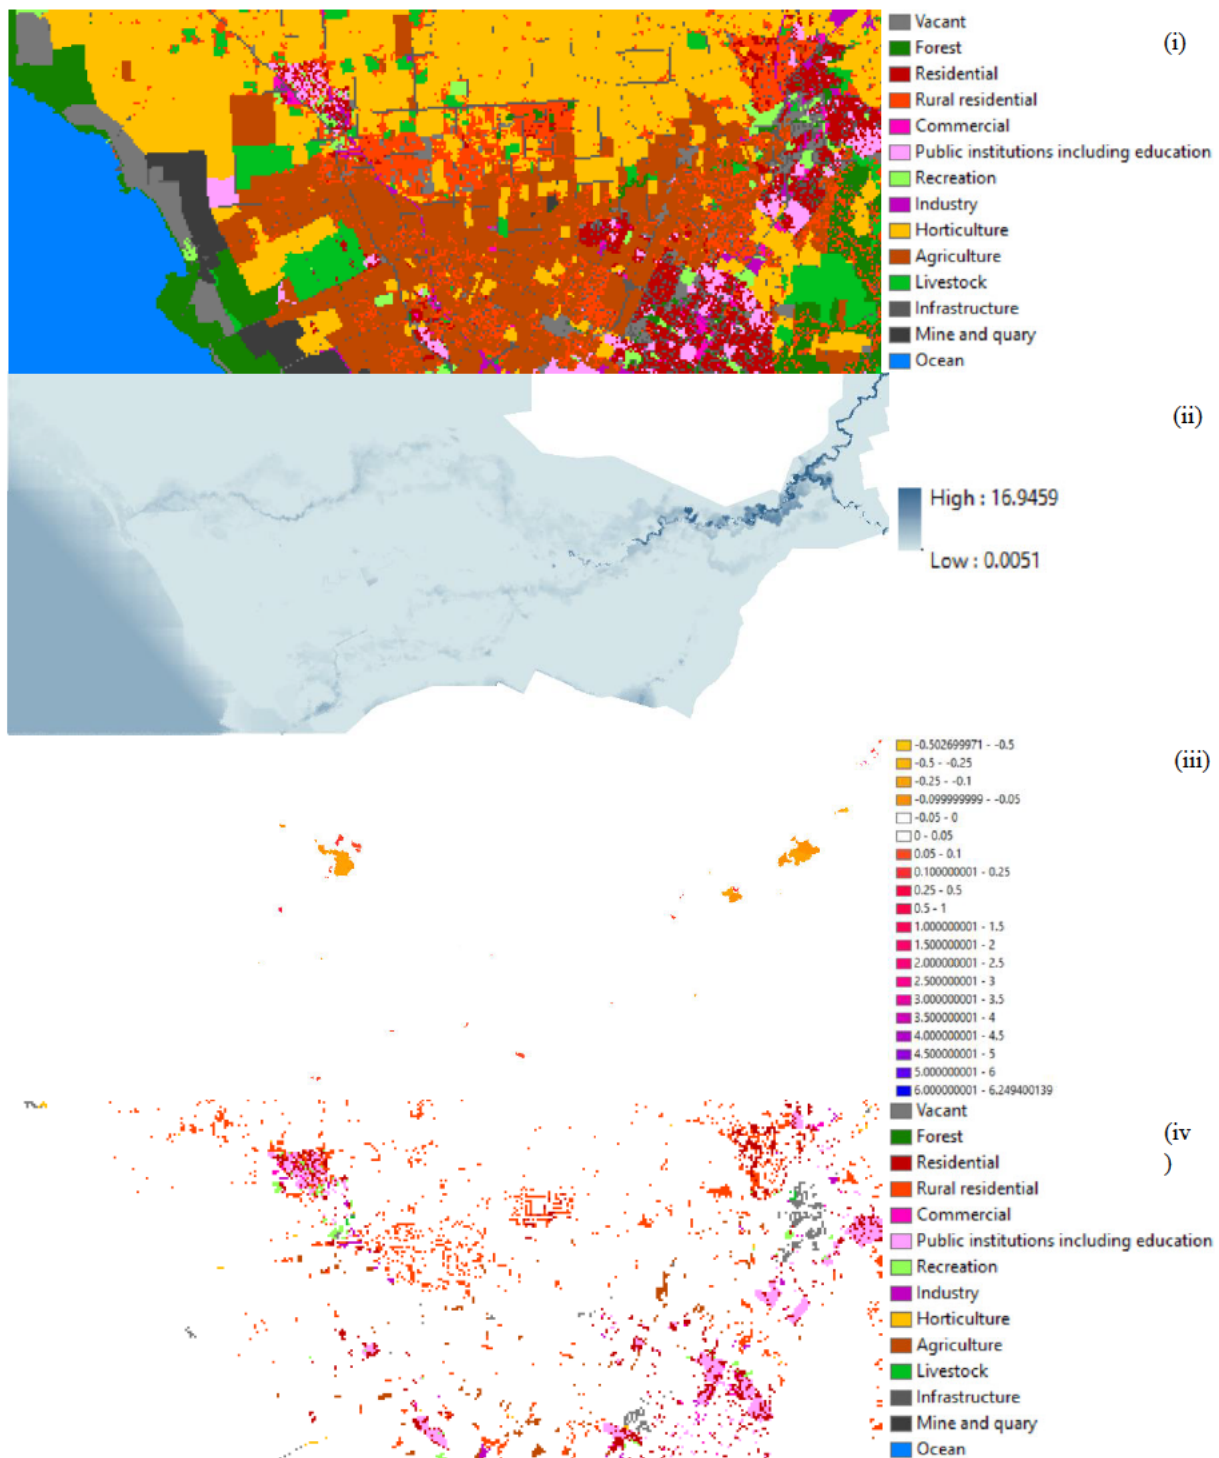 Vacant
(i)
Forest
Residential
Rural residential
Commercial
Public institutions including education
Recreation
Industry
Horticulture
Agriculture
Livestock
Infrastructure
Mine and quary
Ocean
(ii)
High : 16.9459
Low : 0.0051
-0.502699971 - -0.5
(iii)
-0.5 - -0.25
-0.25 - -0.1
-0.099999999 - -0.05
-0.05 - 0
0 - 0.05
0.05 - 0.1
0.100000001 - 0.25
0.25 - 0.5
0.5 - 1
1.000000001 - 1.5
1.500000001 - 2
2.000000001 - 2.5
2.500000001 - 3
3.000000001 - 3.5
3.500000001 - 4
4.000000001 - 4.5
4.500000001 - 5
5.000000001 - 6
6.000000001 - 6.249400139
Vacant
Forest
(iv
)
Residential
Rural residential
Commercial
Public institutions including education
Recreation
Industry
Horticulture
Agriculture
Livestock
Infrastructure
Mine and quary
Ocean